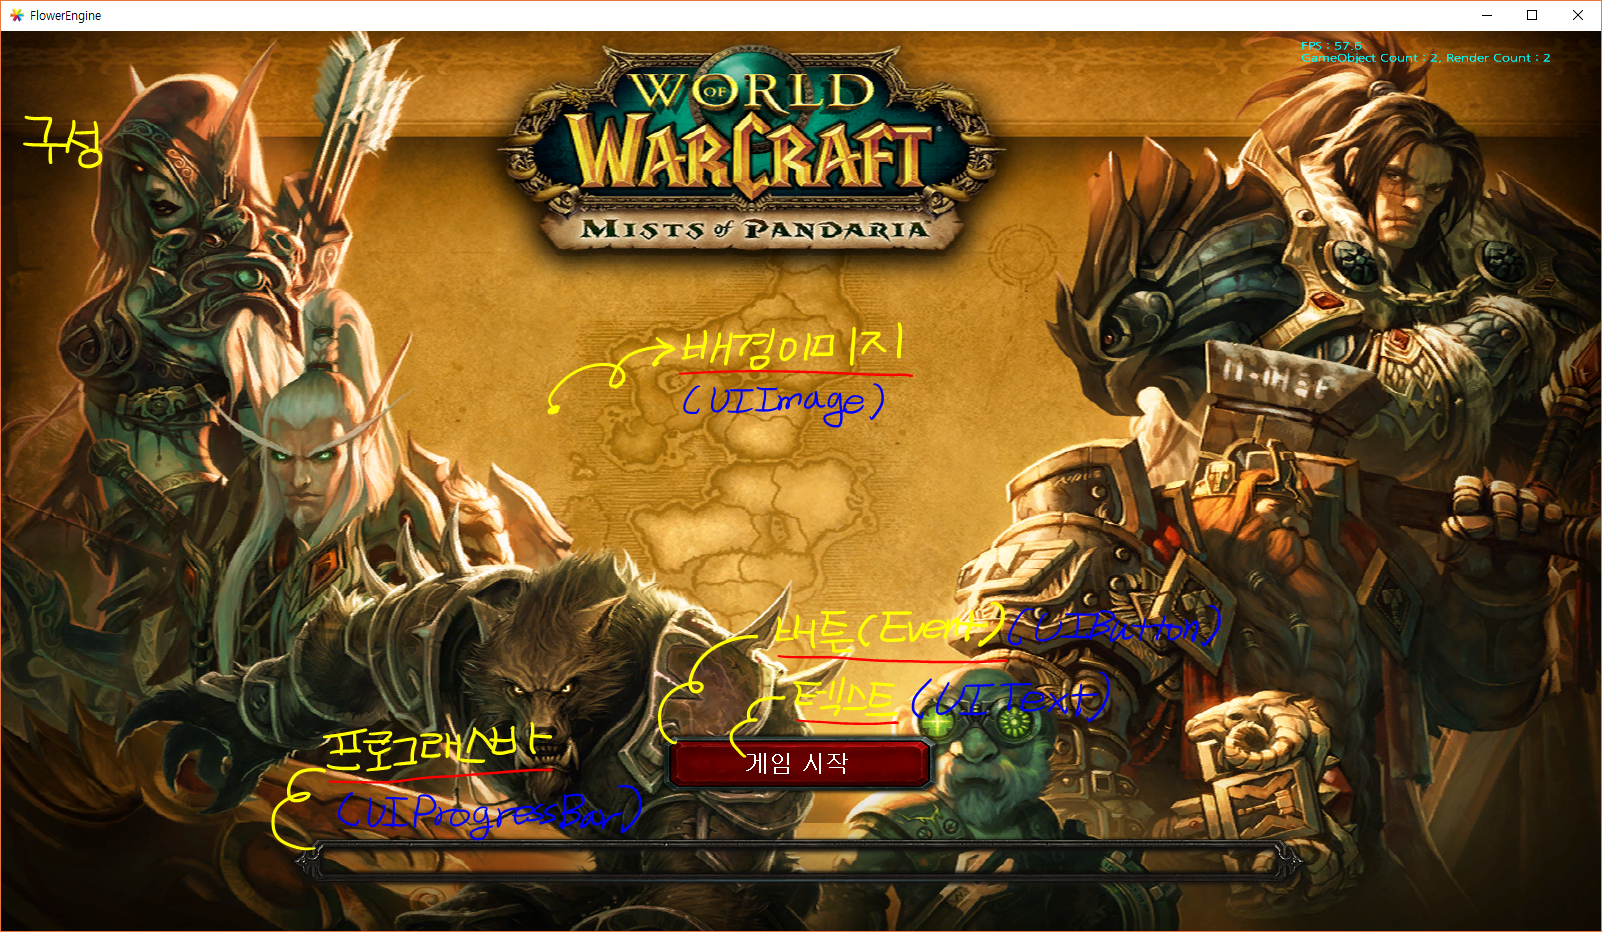 FlowerEngine
FPS : 57.6
GameObject Count : 2, Render Count : 2
WORLD
OF
WARCRAFT
MISTS of PANDARIA
구성
배경이미지
(UIImage)
버튼(Event)(UIButton)
텍스트 (UIText)
게임 시작
프로그래스바
(UIProgressBar)